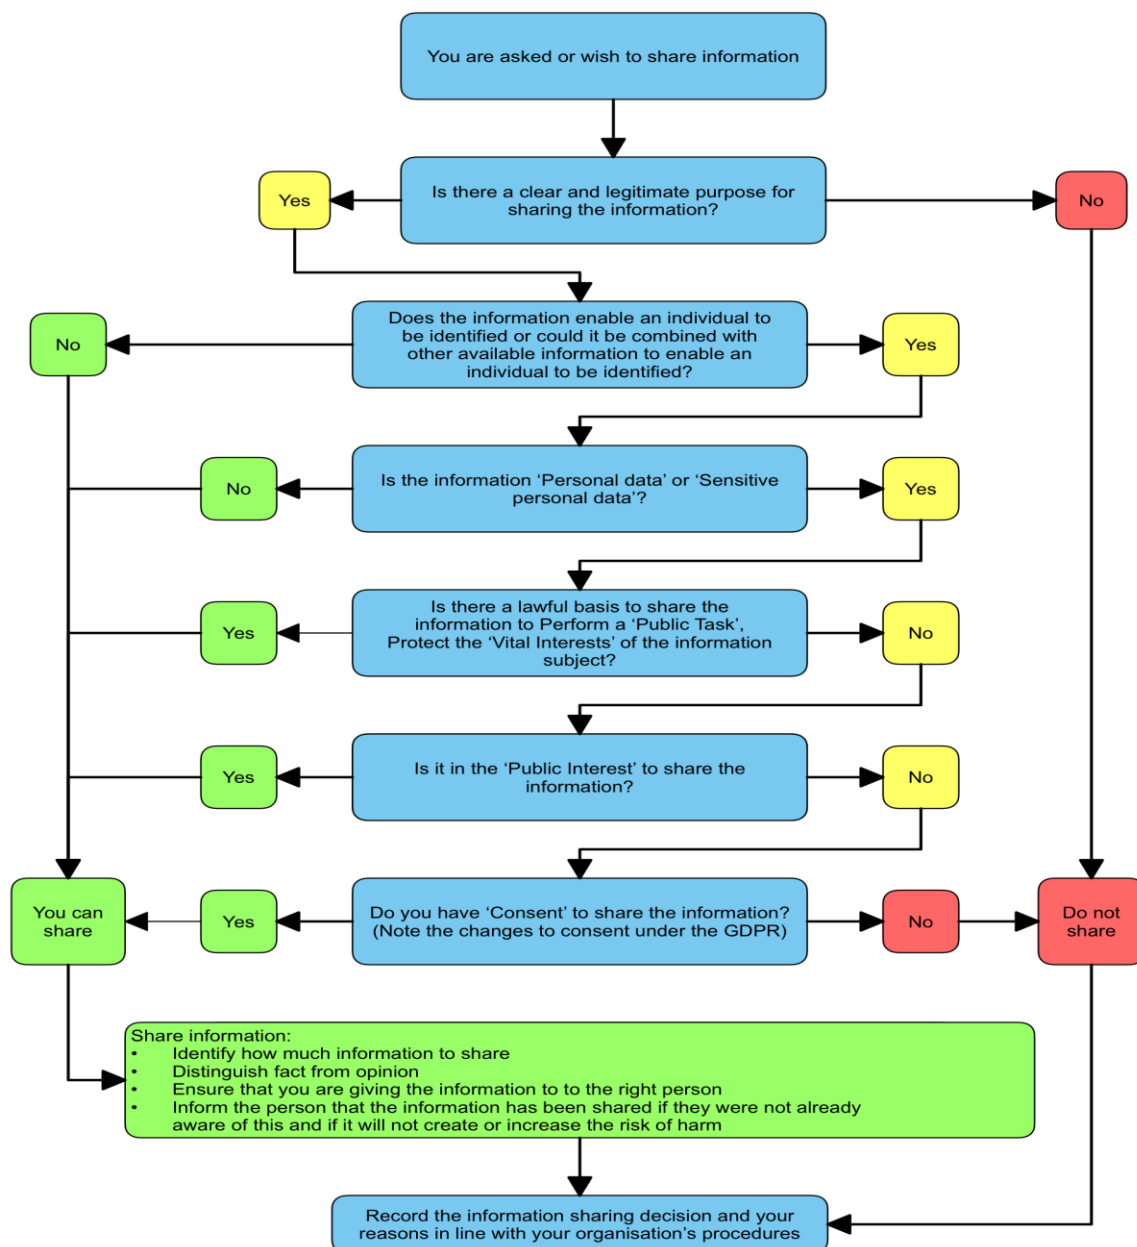 You are asked or wish to share information
Is there a clear and legitimate purpose for
sharing the information?
Yes
No
Does the information enable an individual to
be identified or could it be combined with
other available information to enable an
individual to be identified?
No
Yes
Is the information ‘Personal data’ or ‘Sensitive
personal data’?
No
Yes
Is there a lawful basis to share the
information to Perform a ‘Public Task’,
Protect the ‘Vital Interests’ of the information
subject?
Yes
No
Is it in the ‘Public Interest’ to share the
information?
Yes
No
You can
share
Yes
Do you have ‘Consent’ to share the information?
(Note the changes to consent under the GDPR)
No
Do not
share
Share information:
• Identify how much information to share
• Distinguish fact from opinion
• Ensure that you are giving the information to to the right person
• Inform the person that the information has been shared if they were not already
aware of this and if it will not create or increase the risk of harm
Record the information sharing decision and your
reasons in line with your organisation’s procedures